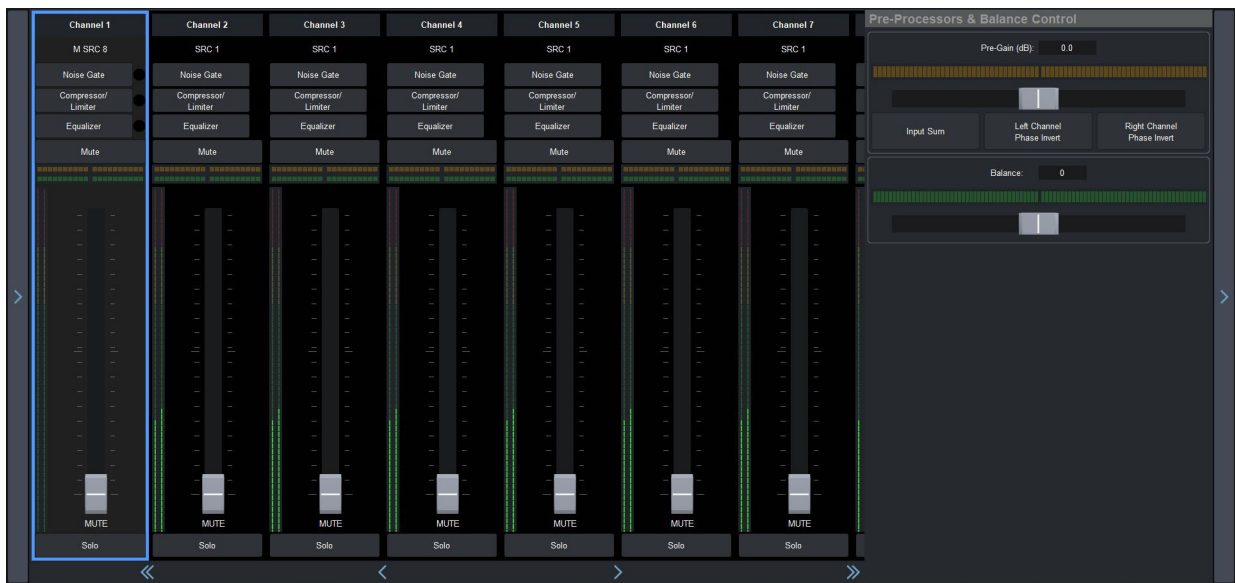 Channel 1
Channel 2
Channel 3
Channel 4
Channel 5
Channel 6
Channel 7
Pre-Processors & Balance Control
M SRC 8
SRC 1
SRC 1
SRC 1
SRC 1
SRC 1
SRC 1
Pre-Gain (dB): 0.0
Noise Gate
Noise Gate
Noise Gate
Noise Gate
Noise Gate
Noise Gate
Noise Gate
Compressor/
Limiter
Compressor/
Limiter
Compressor/
Limiter
Compressor/
Limiter
Compressor/
Limiter
Compressor/
Limiter
Compressor/
Limiter
Equalizer
Equalizer
Equalizer
Equalizer
Equalizer
Equalizer
Equalizer
Input Sum
Left Channel
Phase Invert
Right Channel
Phase Invert
Mute
Mute
Mute
Mute
Mute
Mute
Mute
Balance: 0
MUTE
MUTE
MUTE
MUTE
MUTE
MUTE
MUTE
Solo
Solo
Solo
Solo
Solo
Solo
Solo